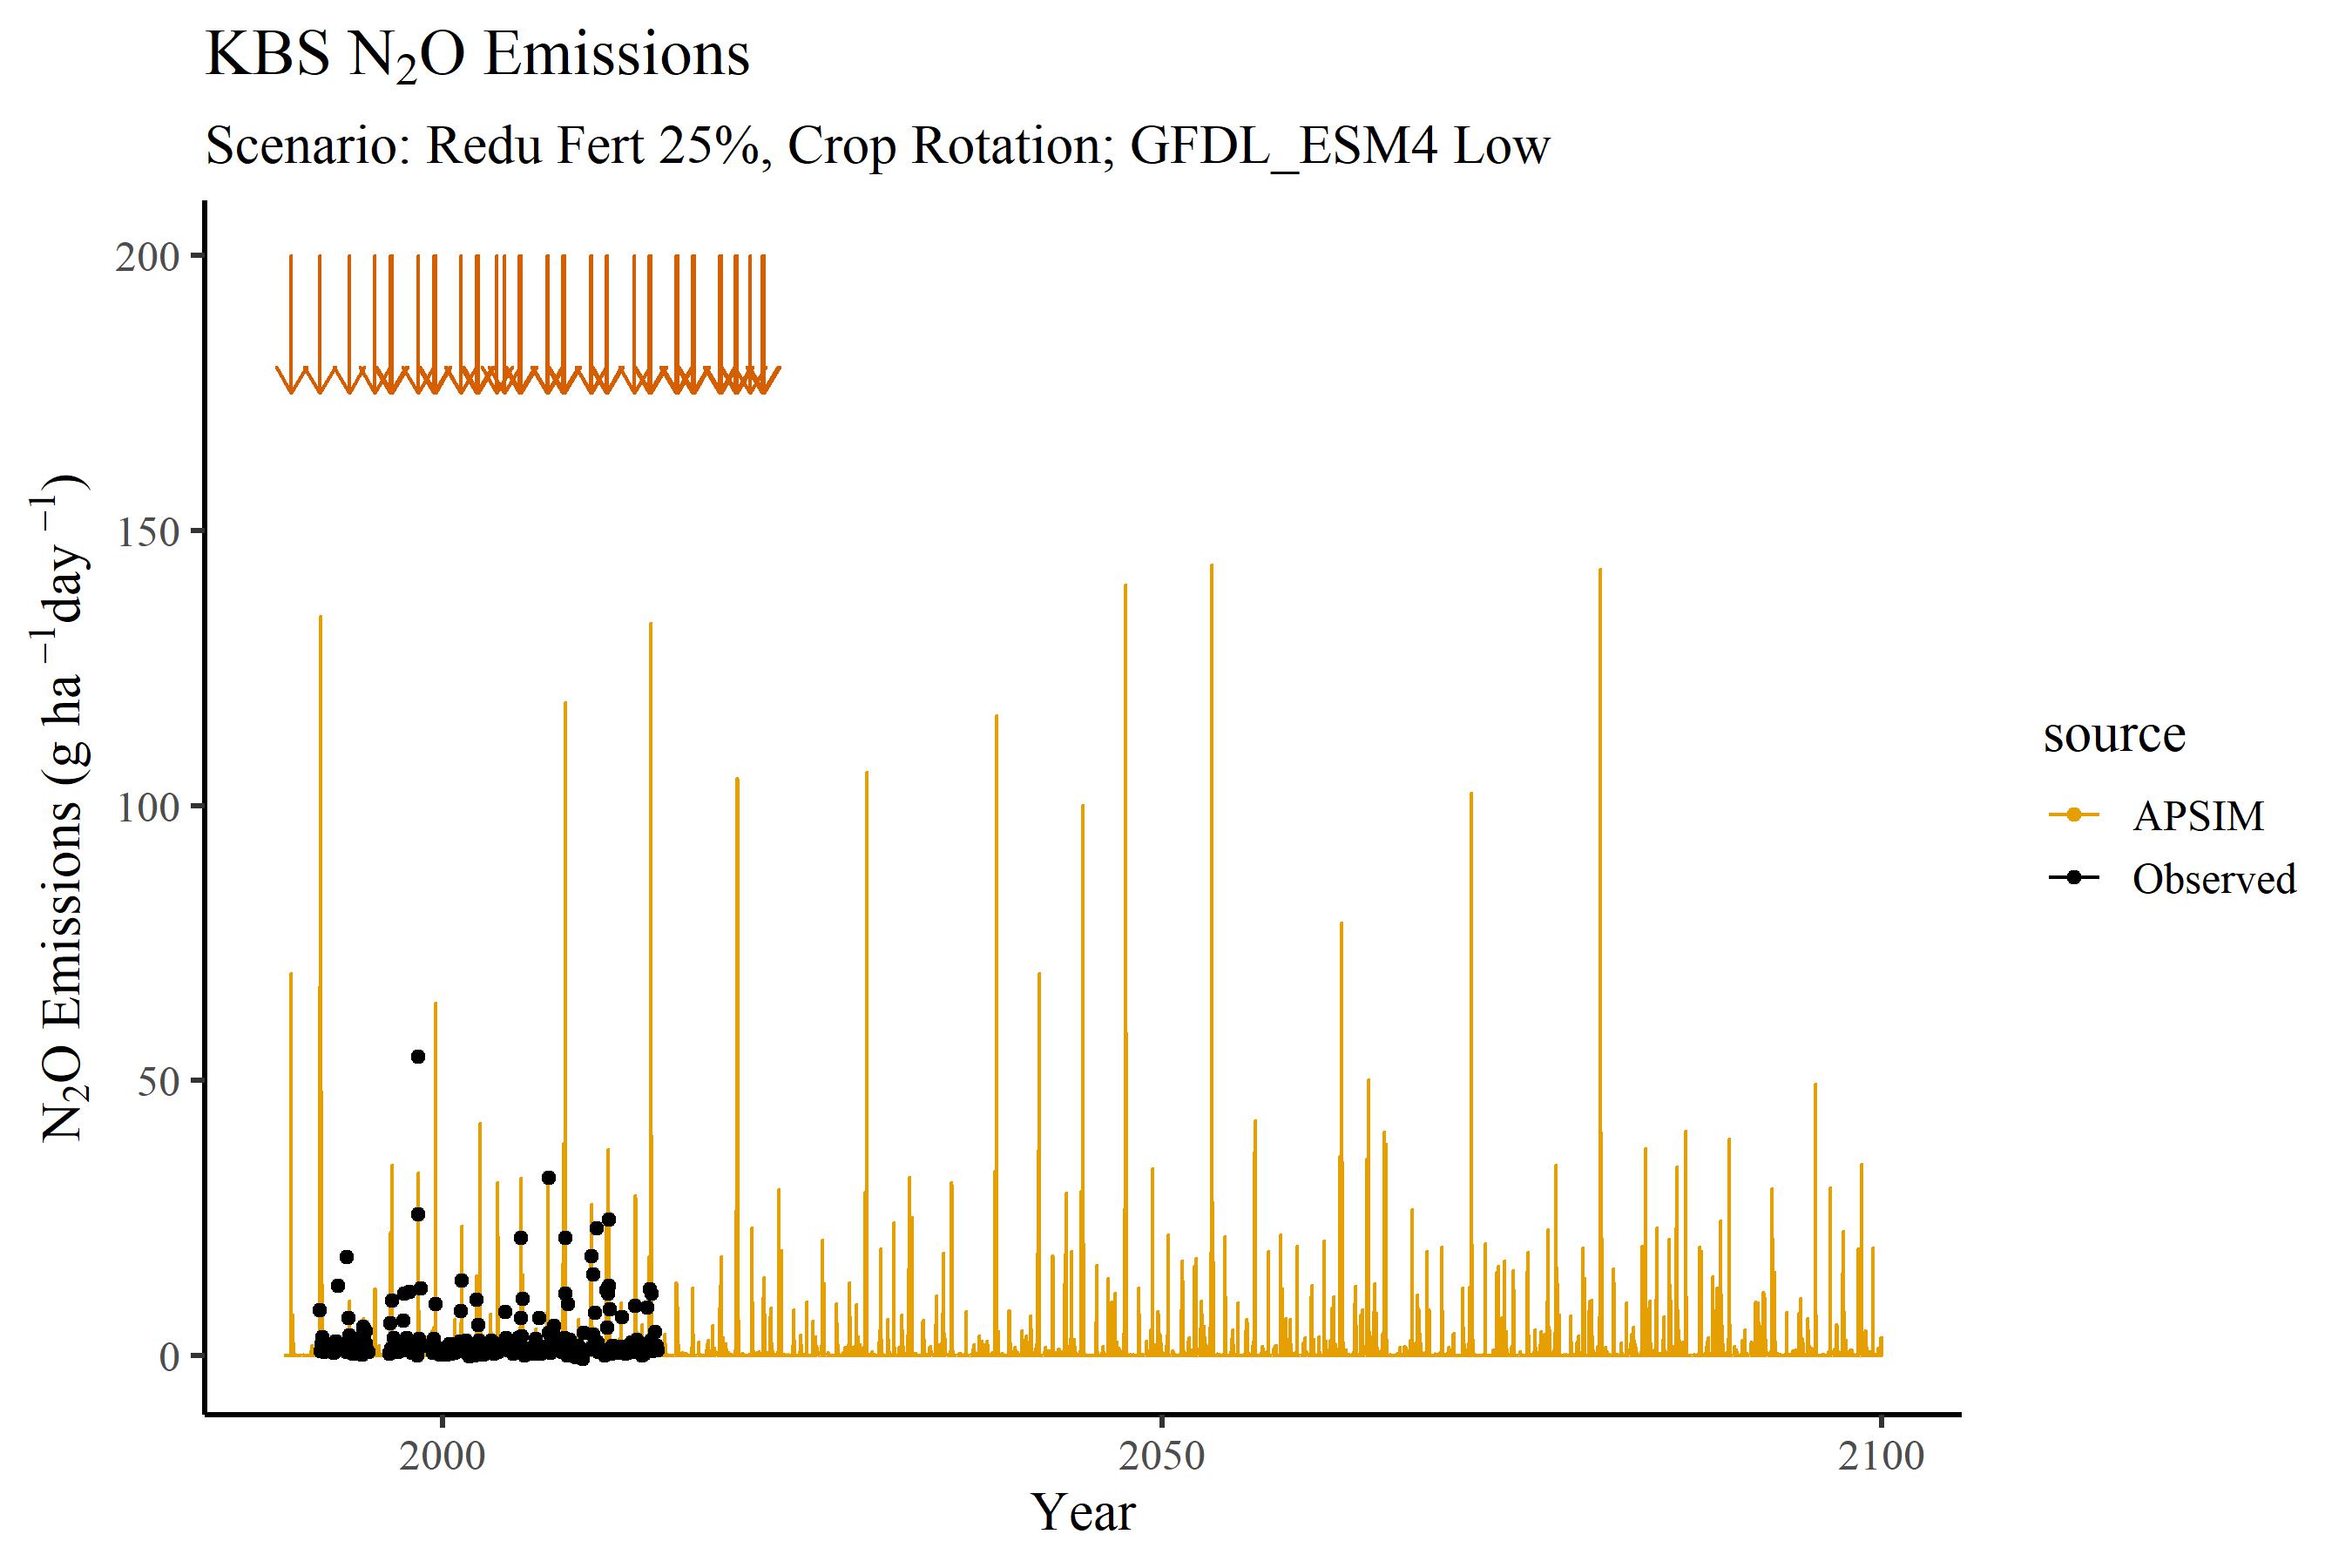 KBS N₂O Emissions
Scenario: Redu Fert 25%, Crop Rotation; GFDL_ESM4 Low
N₂O Emissions (g ha ⁻¹day ⁻¹)
200
150
100
50
0
2000
2050
2100
Year
source
APSIM
Observed